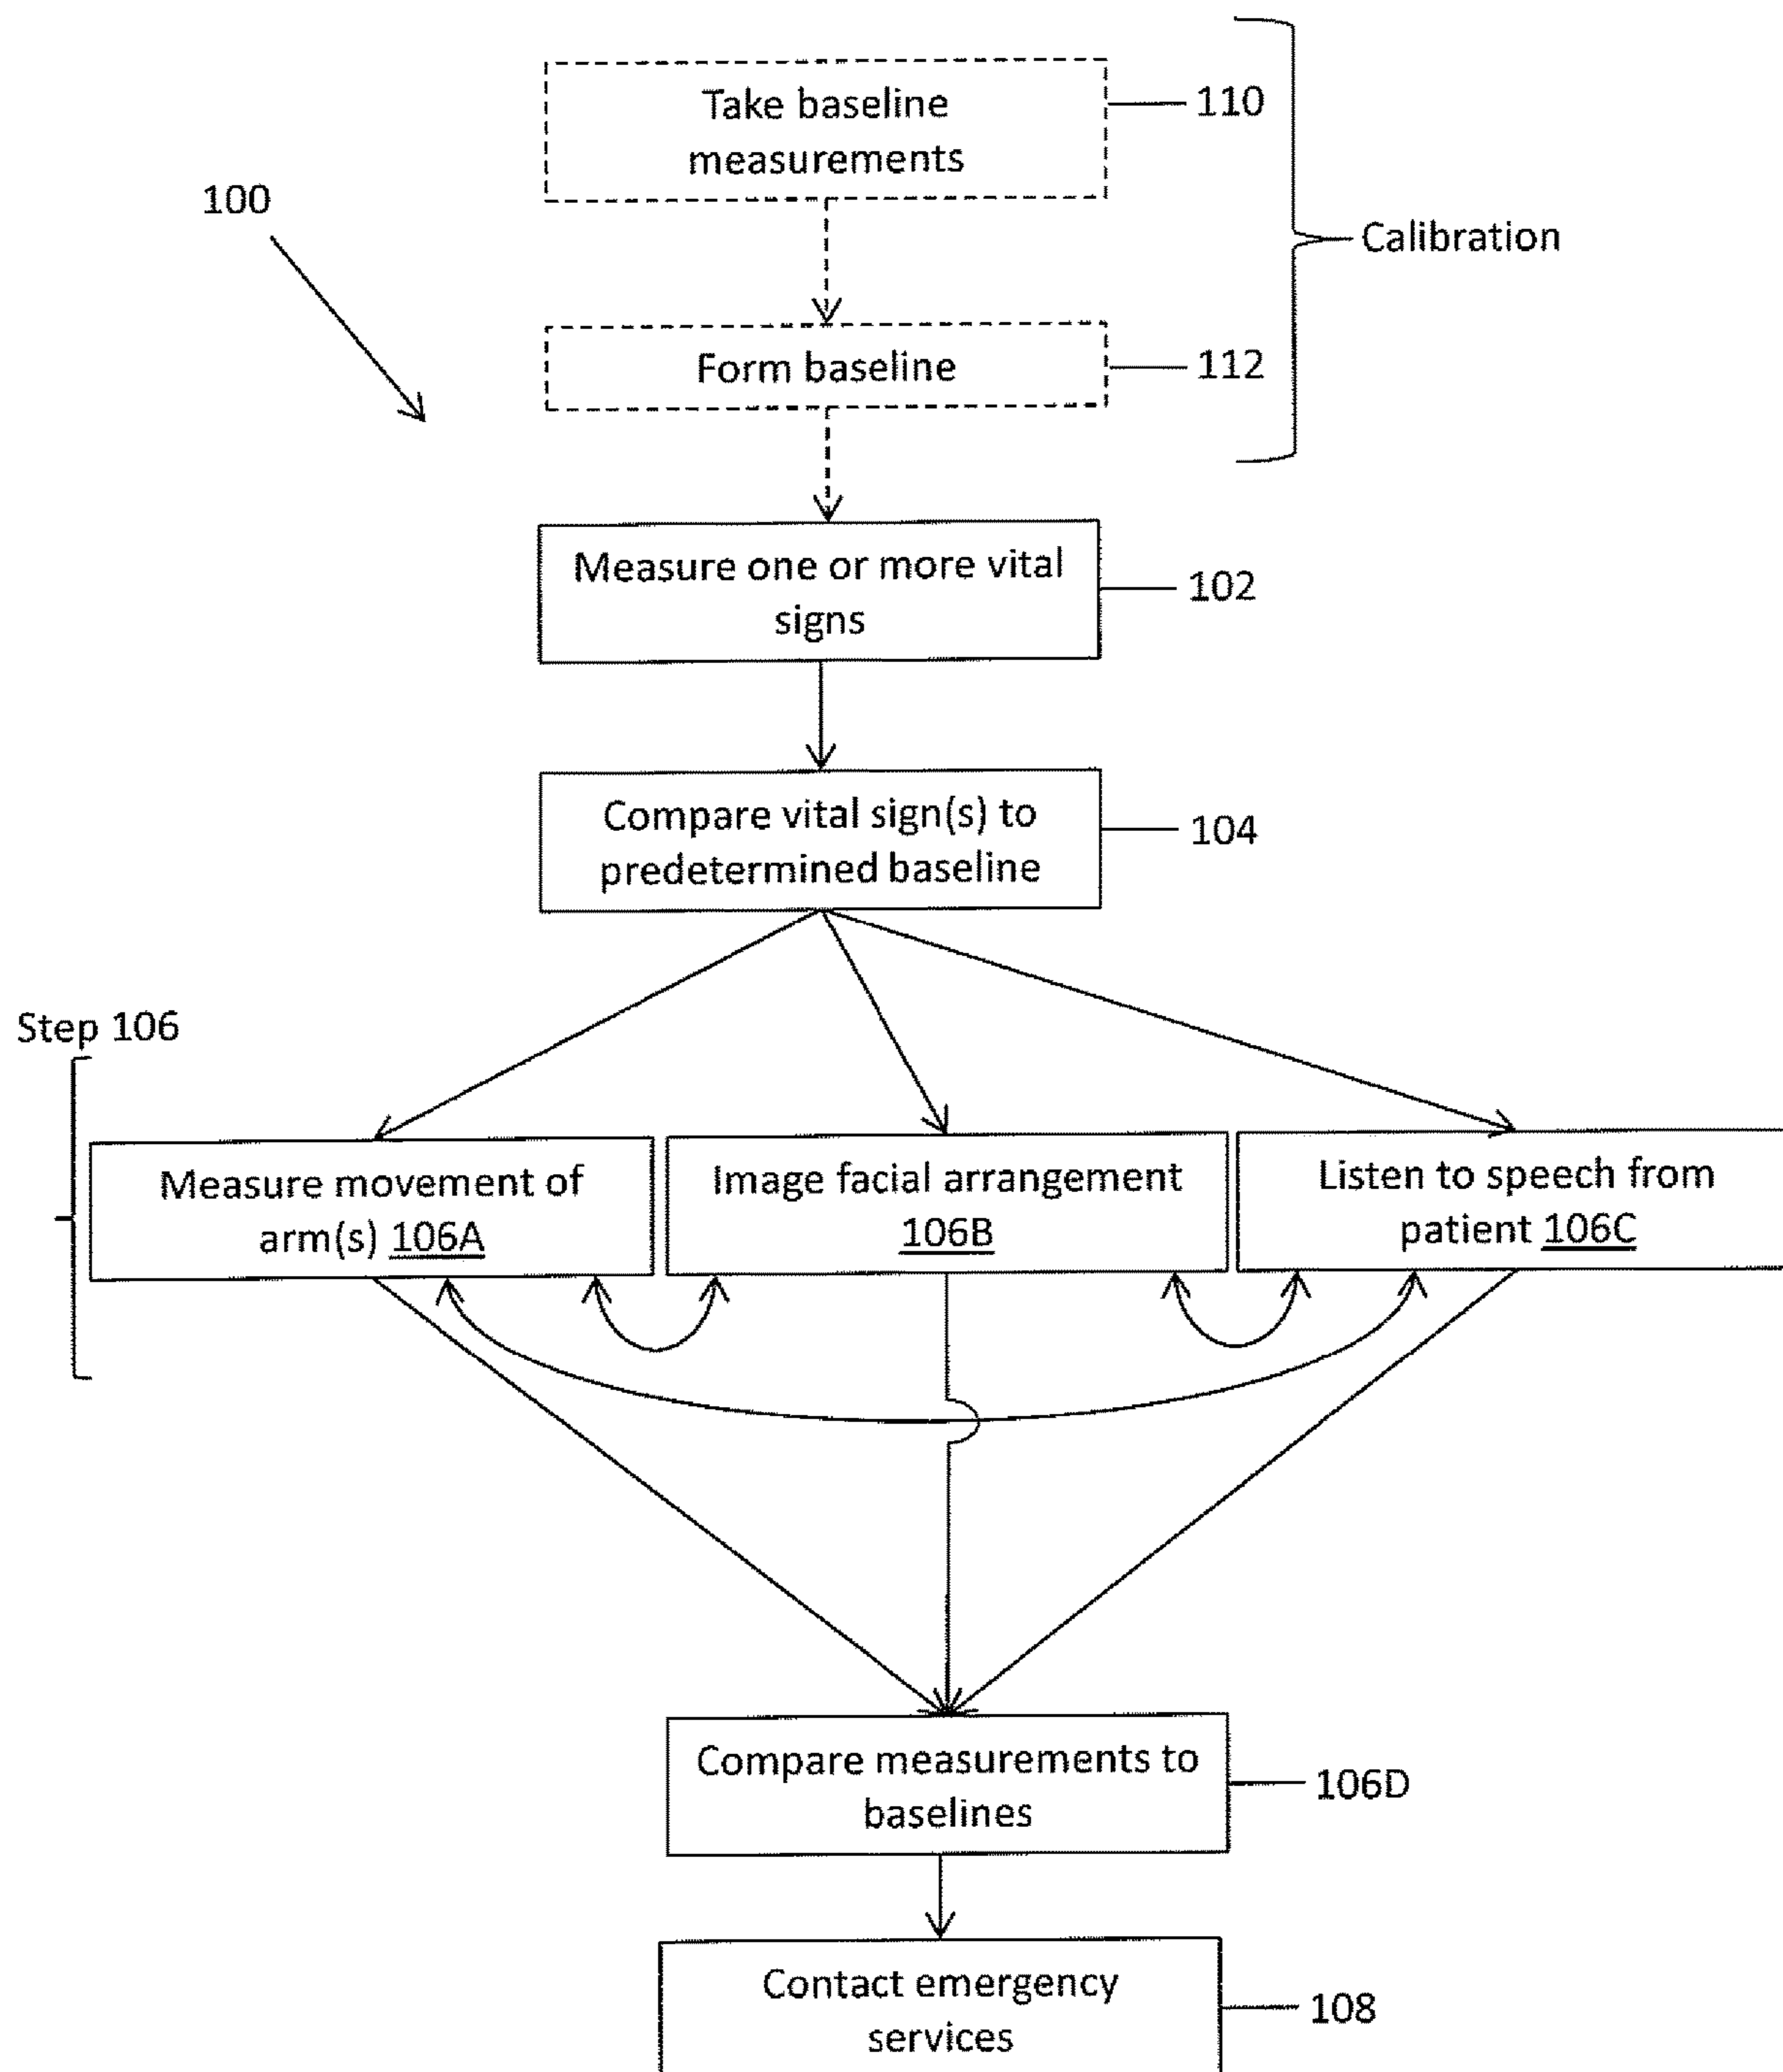 Take baseline
measurements
110
100
Calibration
Form baseline
112
Measure one or more vital
signs
102
Compare vital sign(s) to
predetermined baseline
104
Step 106
Measure movement of
arm(s) 106A
Image facial arrangement
106B
Listen to speech from
patient 106C
Compare measurements to
baselines
106D
Contact emergency
services
108